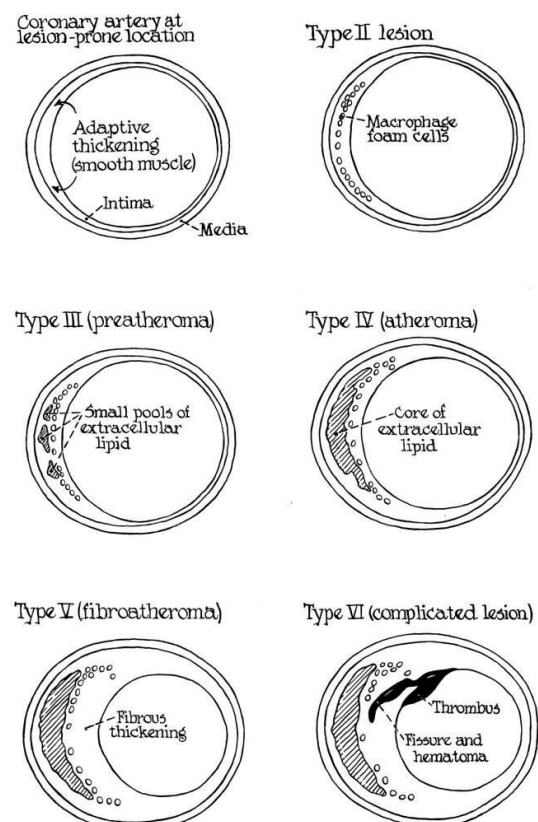 Coronary artery at
lesion-prone location
Adaptive
thickening
(smooth muscle)
Intima
Media
Type II lesion
Macrophage
foam cells
Type III (preatheroma)
Small pools of
extracellular
lipid
Type IV (atheroma)
Core of
extracellular
lipid
Type V (fibroatheroma)
Fibrous
thickening
Type VI (complicated lesion)
Thrombus
Fissure and
hematoma